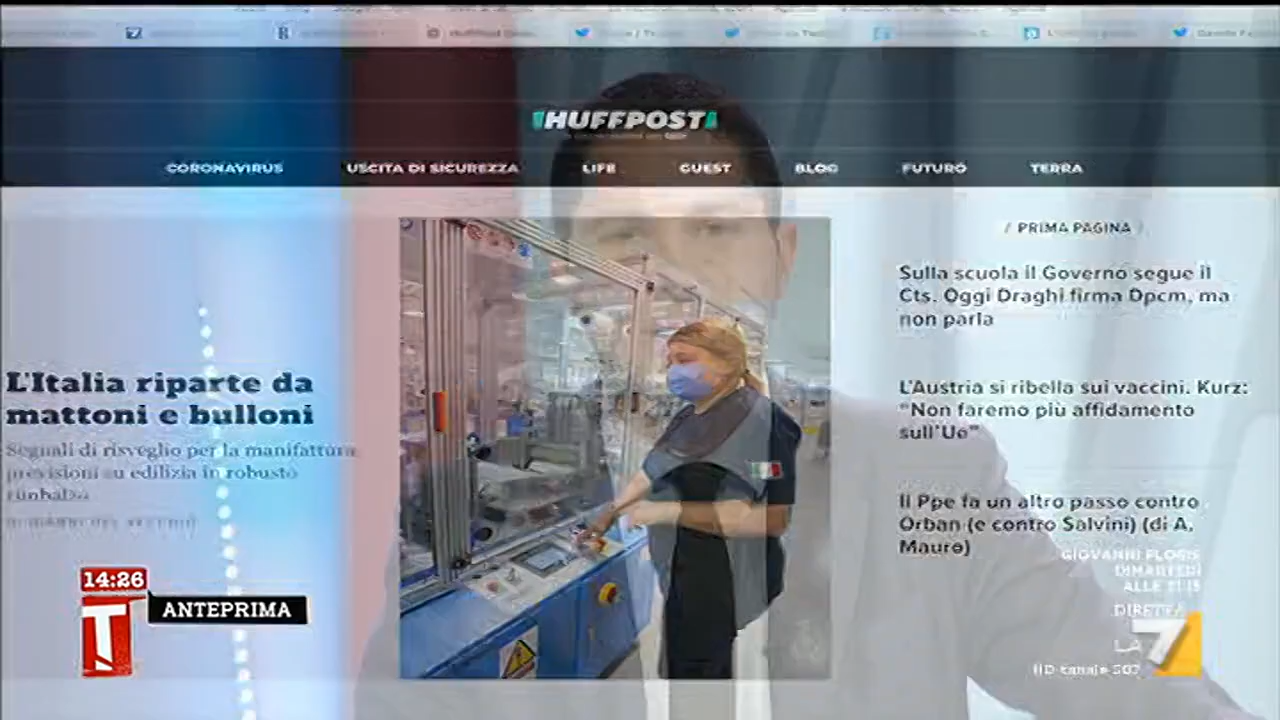 HUFFPOST
CORONAVIRUS
USCITA DI SICUREZZA
LIFE
GUEST
BLOG
FUTURO
TERRA
/ PRIMA PAGINA /
Sulla scuola il Governo segue il
Cts. Oggi Draghi firma Dpcm, ma
non parla
L'Austria si ribella sui vaccini. Kurz:
"Non faremo più affidamento
sull'Ue"
Il Ppe fa un altro passo contro
Orban (e contro Salvini) (di A.
Mauro)
L'Italia riparte da
mattoni e bulloni
Segnali di risveglio per la manifattura
previsioni su edilizia in robusto
rimbalzo
14:26
T
ANTEPRIMA
GIOVANNI FLORIS
DIMARTEDÌ
ALLE 21:15
DIRETTA
LA 7
HD canale 507